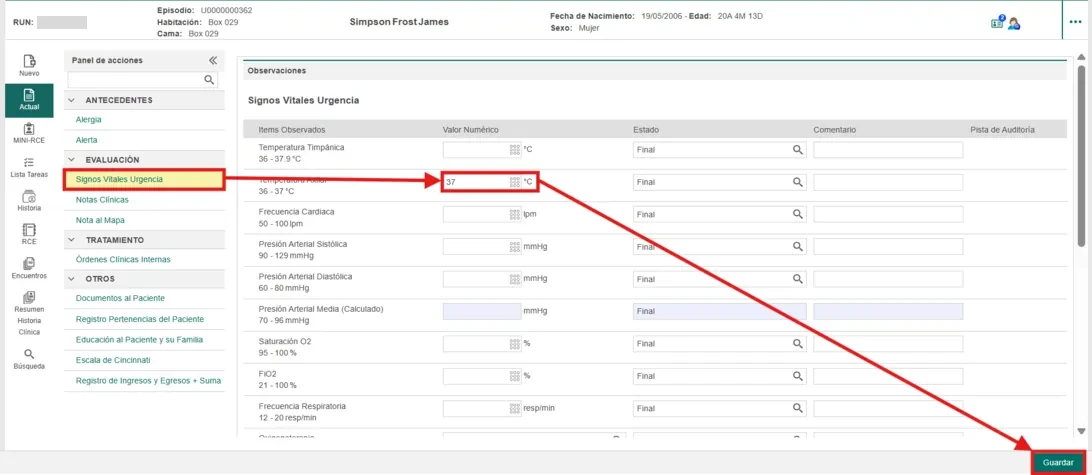 RUN:
Episodio: U0000000362
Habitación: Box 029
Cama: Box 029
Simpson Frost James
Fecha de Nacimiento: 19/05/2006 - Edad: 20A 4M 13D
Sexo: Mujer
Nuevo
Actual
MINI-RCE
Lista Tareas
Historia
RCE
Encuentros
Resumen
Historia
Clínica
Búsqueda
Panel de acciones
ANTECEDENTES
Alergia
Alerta
EVALUACIÓN
Signos Vitales Urgencia
Notas Clínicas
Nota al Mapa
TRATAMIENTO
Órdenes Clínicas Internas
OTROS
Documentos al Paciente
Registro Pertenencias del Paciente
Educación al Paciente y su Familia
Escala de Cincinnati
Registro de Ingresos y Egresos + Suma
Observaciones
Signos Vitales Urgencia
Items Observados Valor Numérico Estado Comentario Pista de Auditoría
Temperatura Timpánica °C Final
36 - 37.9 °C
37 °C Final
36 - 37 °C
Frecuencia Cardiaca lpm Final
50 - 100 lpm
Presión Arterial Sistólica mmHg Final
90 - 129 mmHg
Presión Arterial Diastólica mmHg Final
60 - 80 mmHg
Presión Arterial Media (Calculado) mmHg Final
70 - 96 mmHg
Saturación O2 % Final
95 - 100 %
FiO2 % Final
21 - 100 %
Frecuencia Respiratoria resp/min Final
12 - 20 resp/min
Guardar